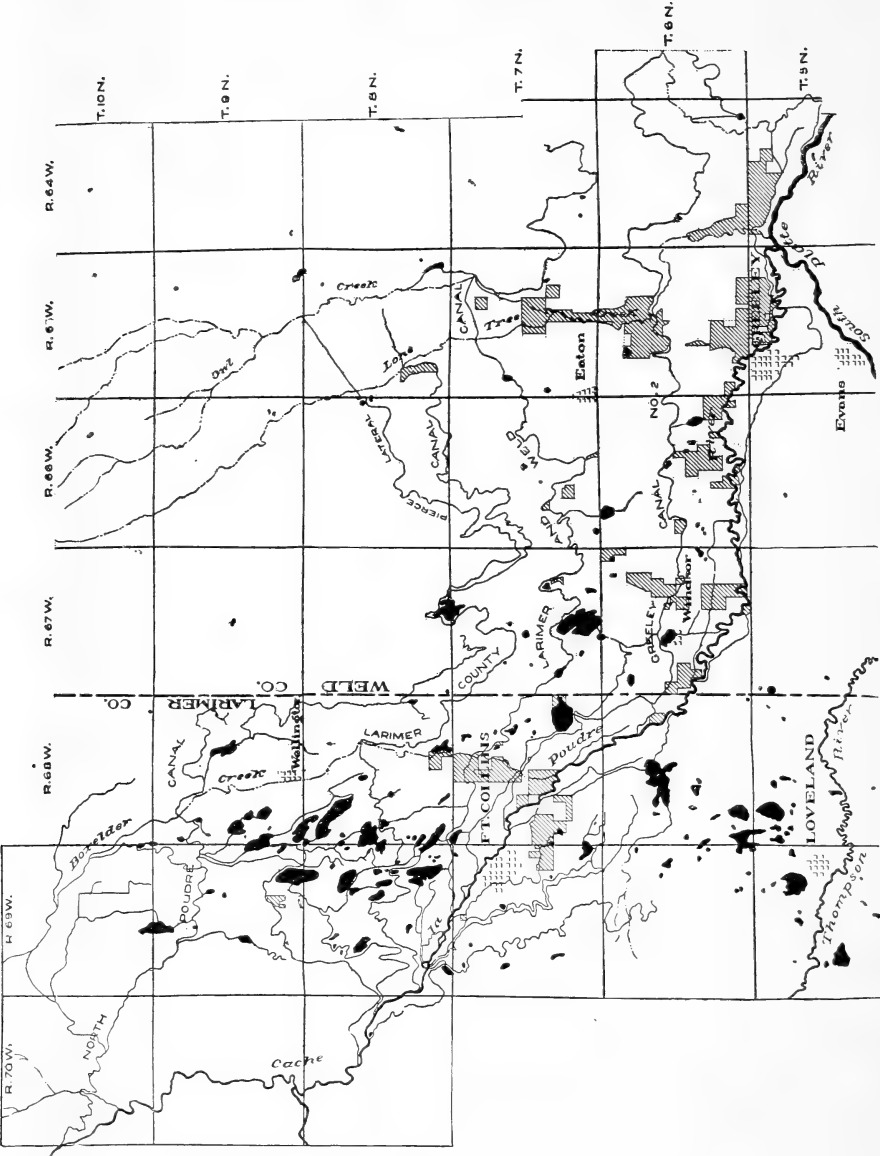 T.10N.
T.9N.
T.8N.
T.7N.
T.6N.
T.5N.
R.64W.
R.66W.
R.67W.
R.68W.
R.69W.
R.70W.
Creek
Owl
Lone
Tree
Creek
CANAL
LATERAL
CANAL
PIERCE
WELD
AND
LARIMER
Eaton
NO. 2
CANAL
GREELEY
GREELEY
River
South
Platte
River
Evans
Windsor
WELD
CO.
LARIMER
CO.
COUNTY
LARIMER
CANAL
Wellington
Creek
Boxelder
POUDRE
NORTH
FT. COLLINS
Poudre
La
Cache
LOVELAND
Thompson
River